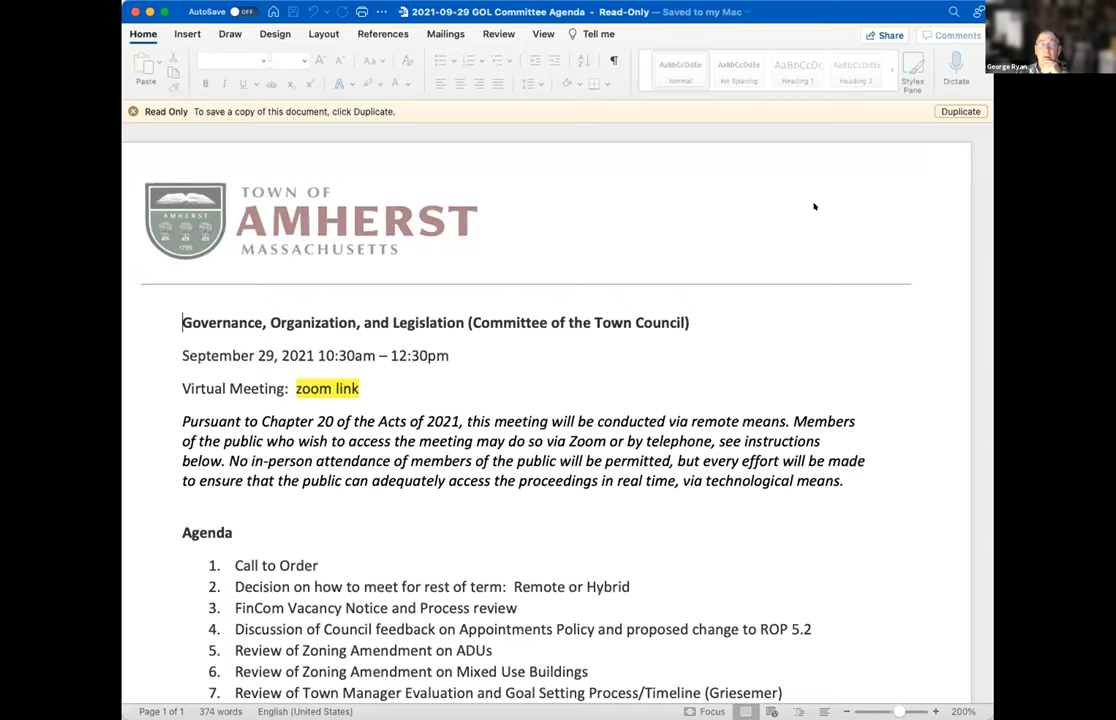 AutoSave OFF 2021-09-29 GOL Committee Agenda - Read-Only — Saved to my Mac
Home Insert Draw Design Layout References Mailings Review View Tell me Share Comments
George Ryan
Paste
AaBbCcDdEe AaBbCcDdEe AaBbCcDc AaBbCcDdEe
Normal No Spacing Heading 1 Heading 2
Styles Pane
Dictate
Read Only To save a copy of this document, click Duplicate. Duplicate
TOWN OF
AMHERST
MASSACHUSETTS
AMHERST
1759
Governance, Organization, and Legislation (Committee of the Town Council)
September 29, 2021 10:30am – 12:30pm
Virtual Meeting: zoom link
Pursuant to Chapter 20 of the Acts of 2021, this meeting will be conducted via remote means. Members
of the public who wish to access the meeting may do so via Zoom or by telephone, see instructions
below. No in-person attendance of members of the public will be permitted, but every effort will be made
to ensure that the public can adequately access the proceedings in real time, via technological means.
Agenda
1. Call to Order
2. Decision on how to meet for rest of term: Remote or Hybrid
3. FinCom Vacancy Notice and Process review
4. Discussion of Council feedback on Appointments Policy and proposed change to ROP 5.2
5. Review of Zoning Amendment on ADUs
6. Review of Zoning Amendment on Mixed Use Buildings
7. Review of Town Manager Evaluation and Goal Setting Process/Timeline (Griesemer)
Page 1 of 1 374 words English (United States) Focus 200%